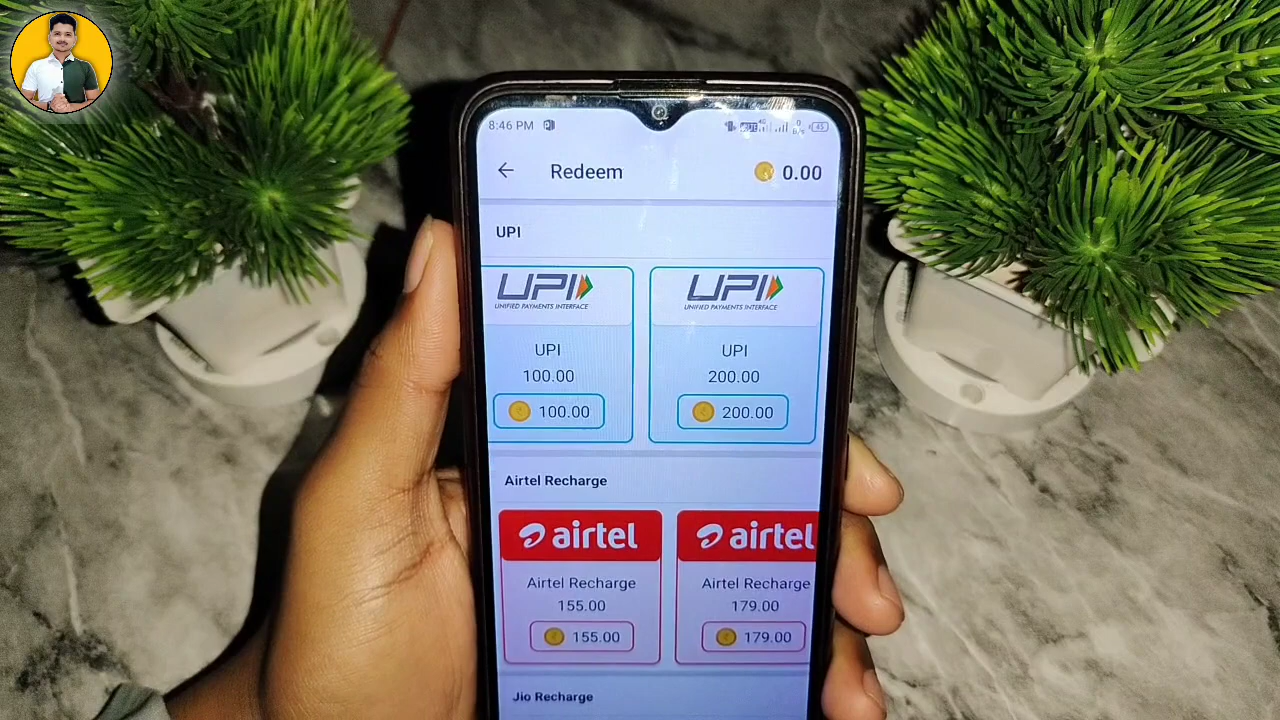 8:46 PM
Redeem
0.00
UPI
UPI
UNIFIED PAYMENTS INTERFACE
UPI
100.00
100.00
UPI
UNIFIED PAYMENTS INTERFACE
UPI
200.00
200.00
Airtel Recharge
airtel
Airtel Recharge
155.00
155.00
airtel
Airtel Recharge
179.00
179.00
Jio Recharge